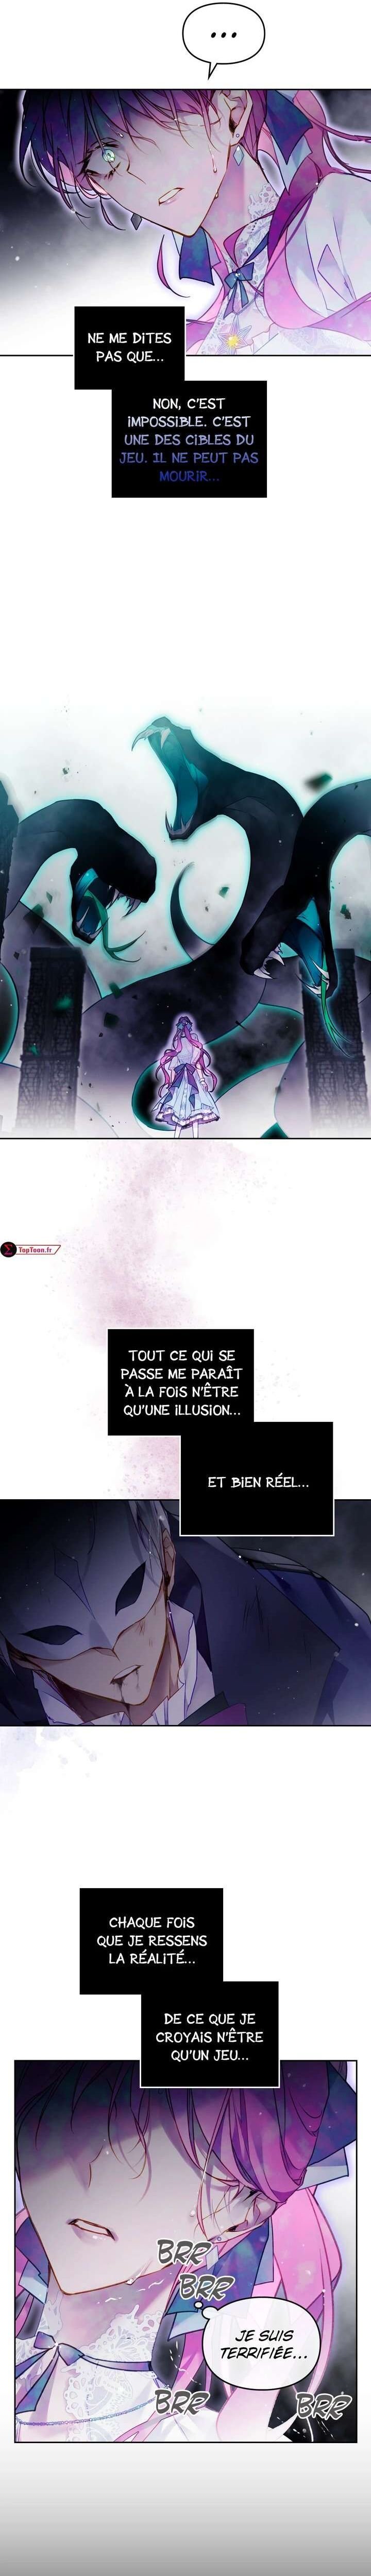 ...
NE ME DITES
PAS QUE...
NON, C'EST
IMPOSSIBLE. C'EST
UNE DES CIBLES DU
JEU. IL NE PEUT PAS
MOURIR...
TopToon.fr
TOUT CE QUI SE
PASSE ME PARAÎT
À LA FOIS N'ÊTRE
QU'UNE ILLUSION...
ET BIEN RÉEL...
CHAQUE FOIS
QUE JE RESSENS
LA RÉALITÉ...
DE CE QUE JE
CROYAIS N'ÊTRE
QU'UN JEU...
BRR
BRR
JE SUIS
TERRIFIÉE...
BRR
BRR